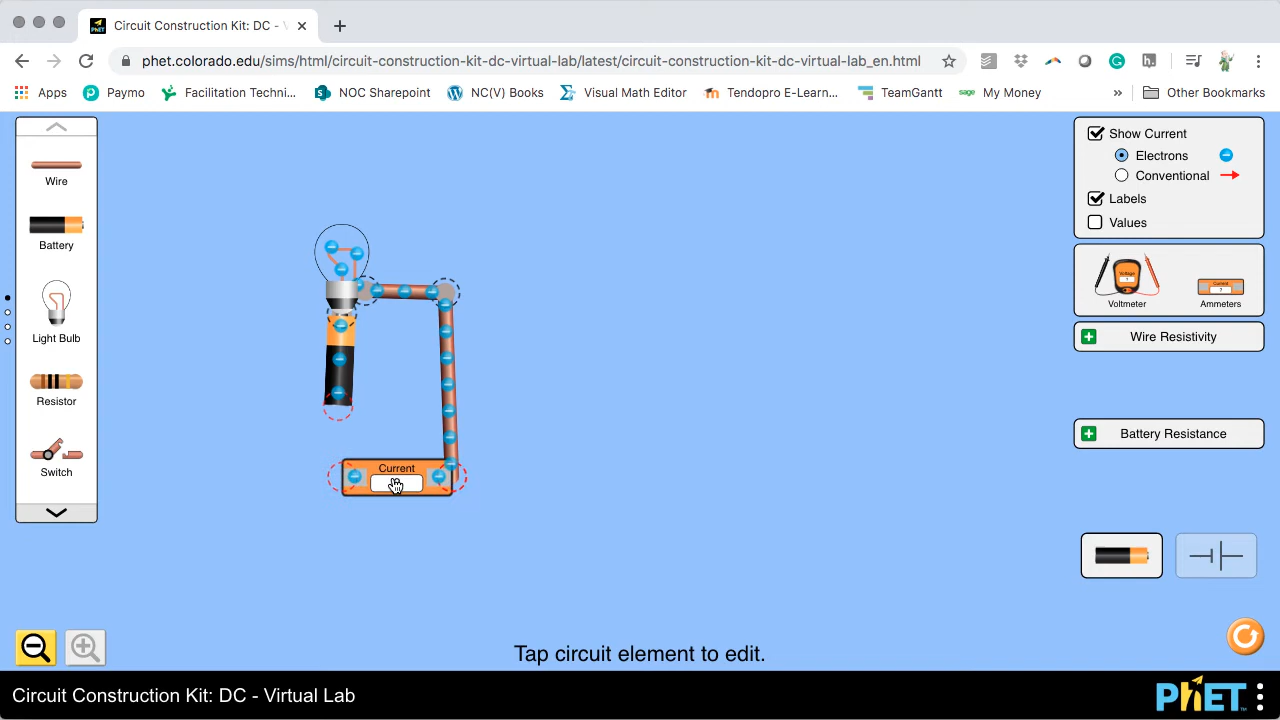 Circuit Construction Kit: DC - V
phet.colorado.edu/sims/html/circuit-construction-kit-dc-virtual-lab/latest/circuit-construction-kit-dc-virtual-lab_en.html
Apps Paymo Facilitation Techni... NOC Sharepoint NC(V) Books Visual Math Editor Tendopro E-Learn... TeamGantt My Money » Other Bookmarks
Wire
Battery
Light Bulb
Resistor
Switch
Current
Show Current
Electrons
Conventional
Labels
Values
Voltage
?
Voltmeter
Current
?
Ammeters
Wire Resistivity
Battery Resistance
Tap circuit element to edit.
Circuit Construction Kit: DC - Virtual Lab
PhET